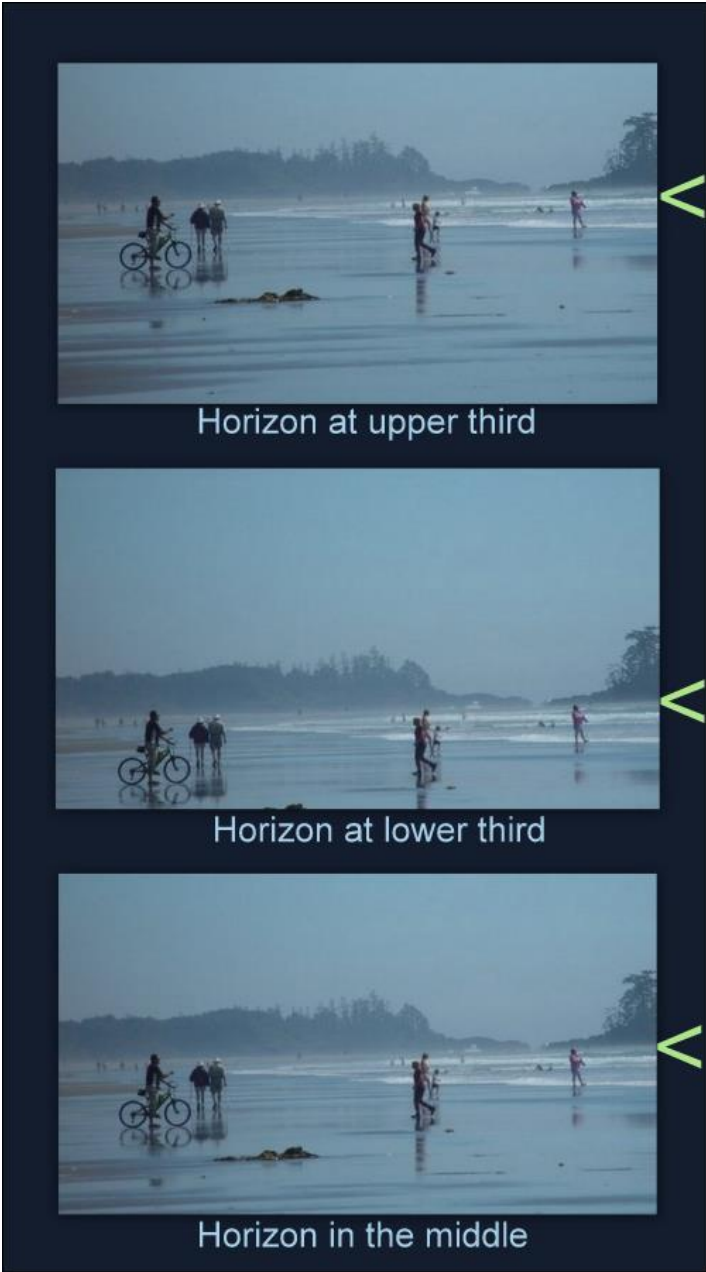 <
Horizon at upper third
<
Horizon at lower third
<
Horizon in the middle